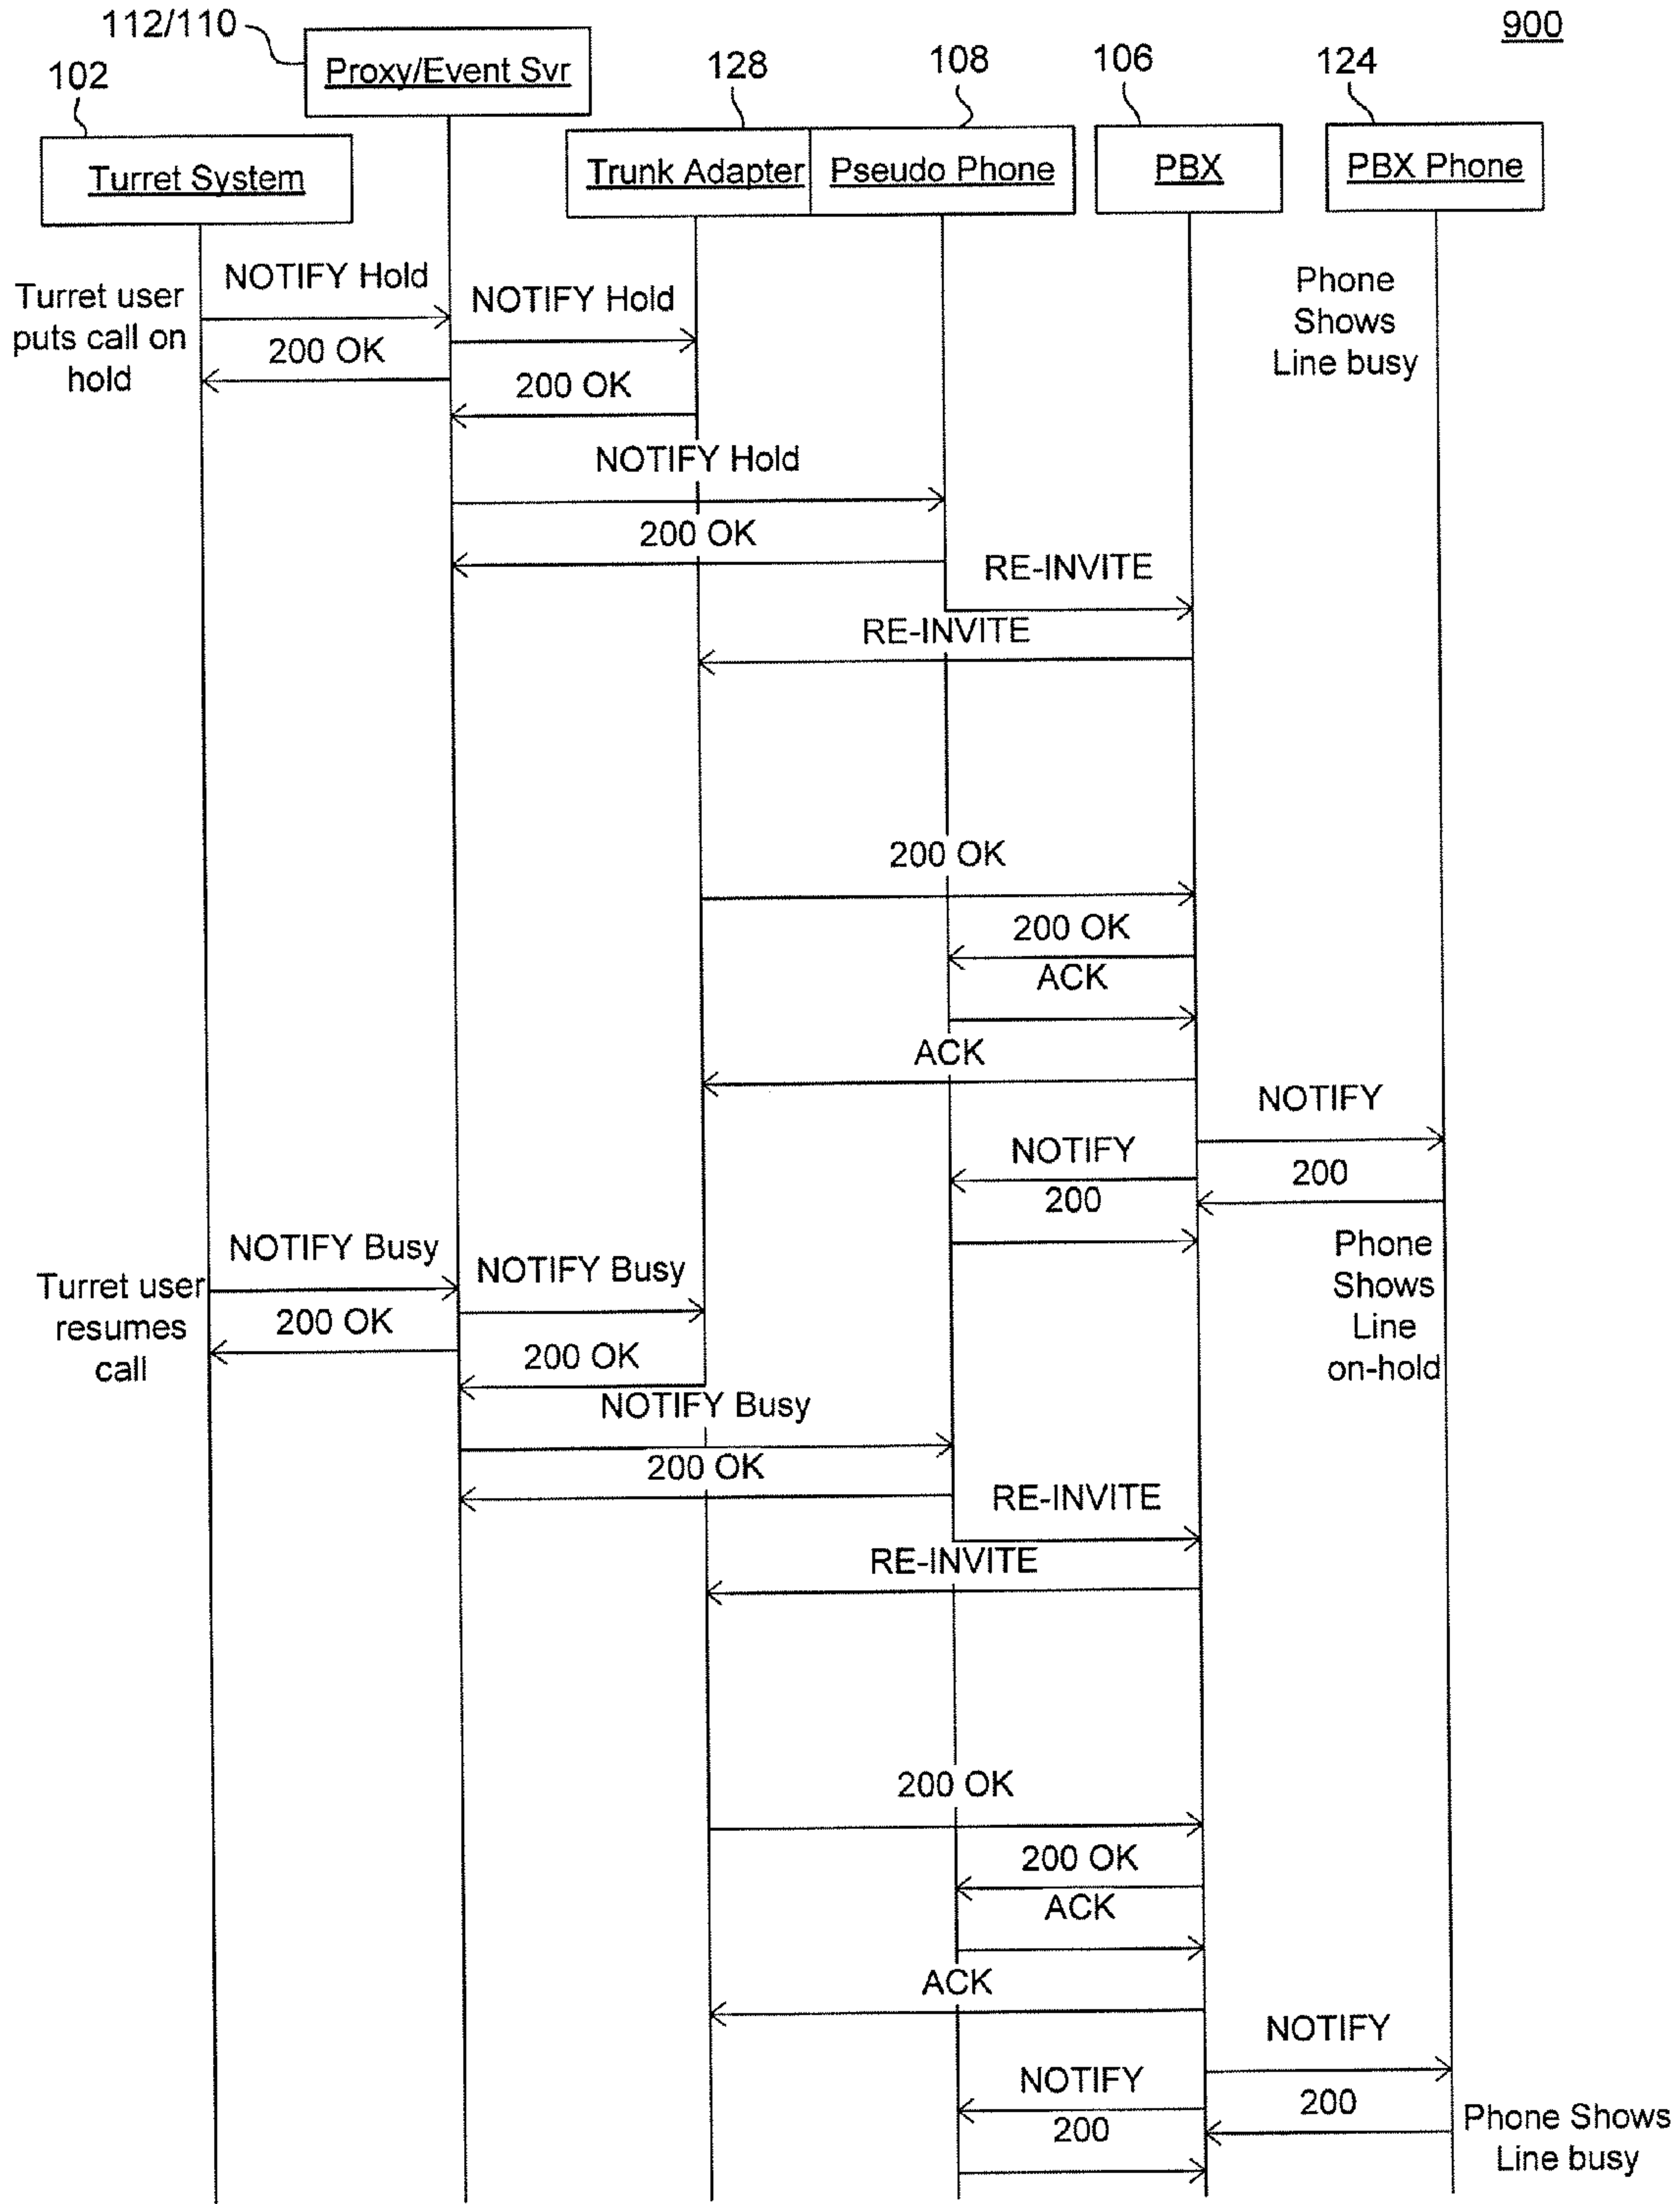 900
112/110
Proxy/Event Svr
102
128
108
106
124
Turret System
Trunk Adapter
Pseudo Phone
PBX
PBX Phone
NOTIFY Hold
NOTIFY Hold
Turret user
puts call on
hold
Phone
Shows
Line busy
200 OK
200 OK
NOTIFY Hold
200 OK
RE-INVITE
RE-INVITE
200 OK
200 OK
ACK
ACK
NOTIFY
NOTIFY
200
200
NOTIFY Busy
NOTIFY Busy
Turret user
resumes
call
Phone
Shows
Line
on-hold
200 OK
200 OK
NOTIFY Busy
200 OK
RE-INVITE
RE-INVITE
200 OK
200 OK
ACK
ACK
NOTIFY
NOTIFY
200
200
Phone Shows
Line busy